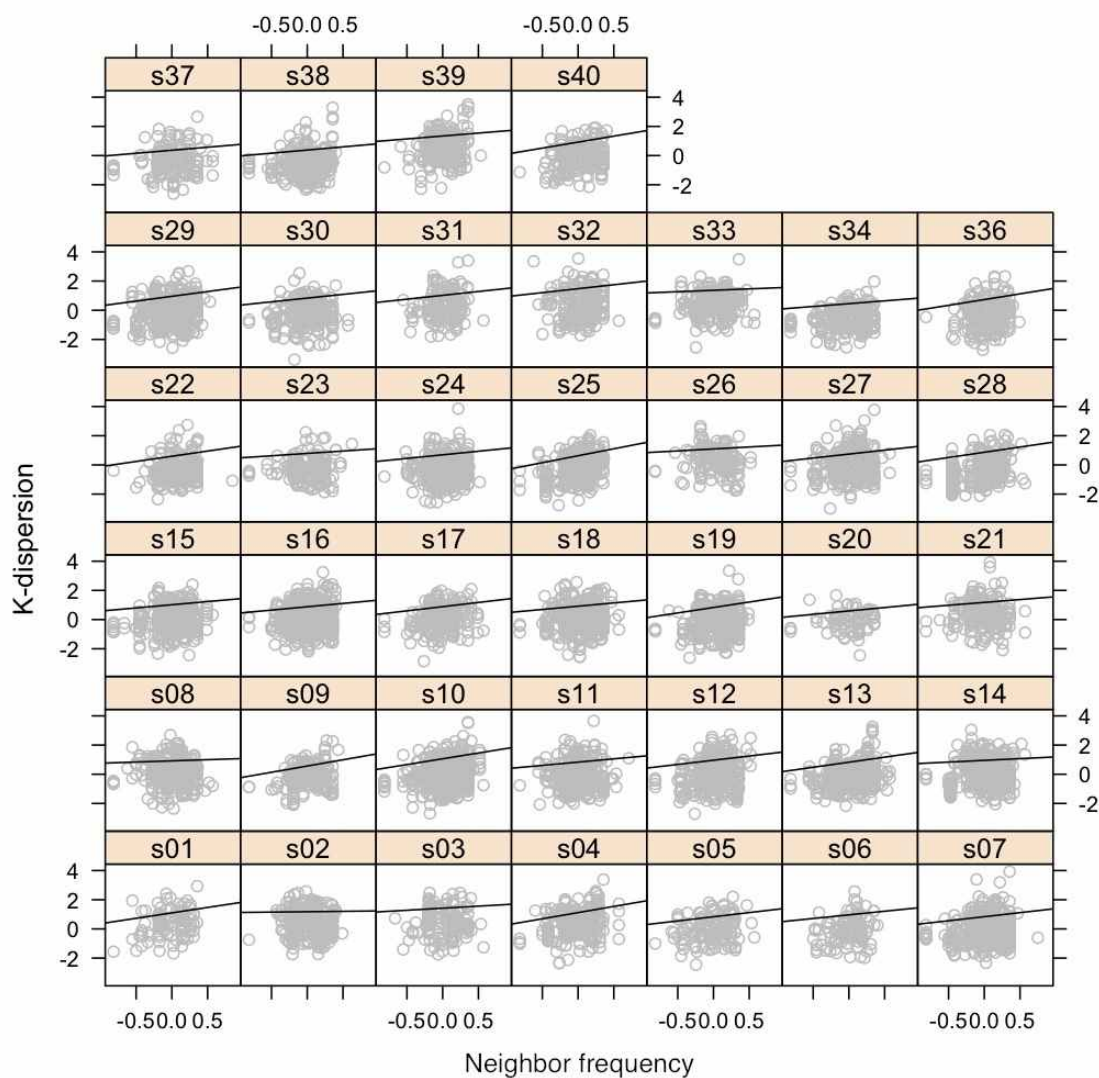 -0.50.0 0.5 -0.50.0 0.5
s37 s38 s39 s40
4
2
0
-2
s29 s30 s31 s32 s33 s34 s36
4
2
0
-2
s22 s23 s24 s25 s26 s27 s28
4
2
0
-2
s15 s16 s17 s18 s19 s20 s21
4
2
0
-2
s08 s09 s10 s11 s12 s13 s14
4
2
0
-2
s01 s02 s03 s04 s05 s06 s07
4
2
0
-2
-0.50.0 0.5 -0.50.0 0.5 -0.50.0 0.5 -0.50.0 0.5
K-dispersion
Neighbor frequency